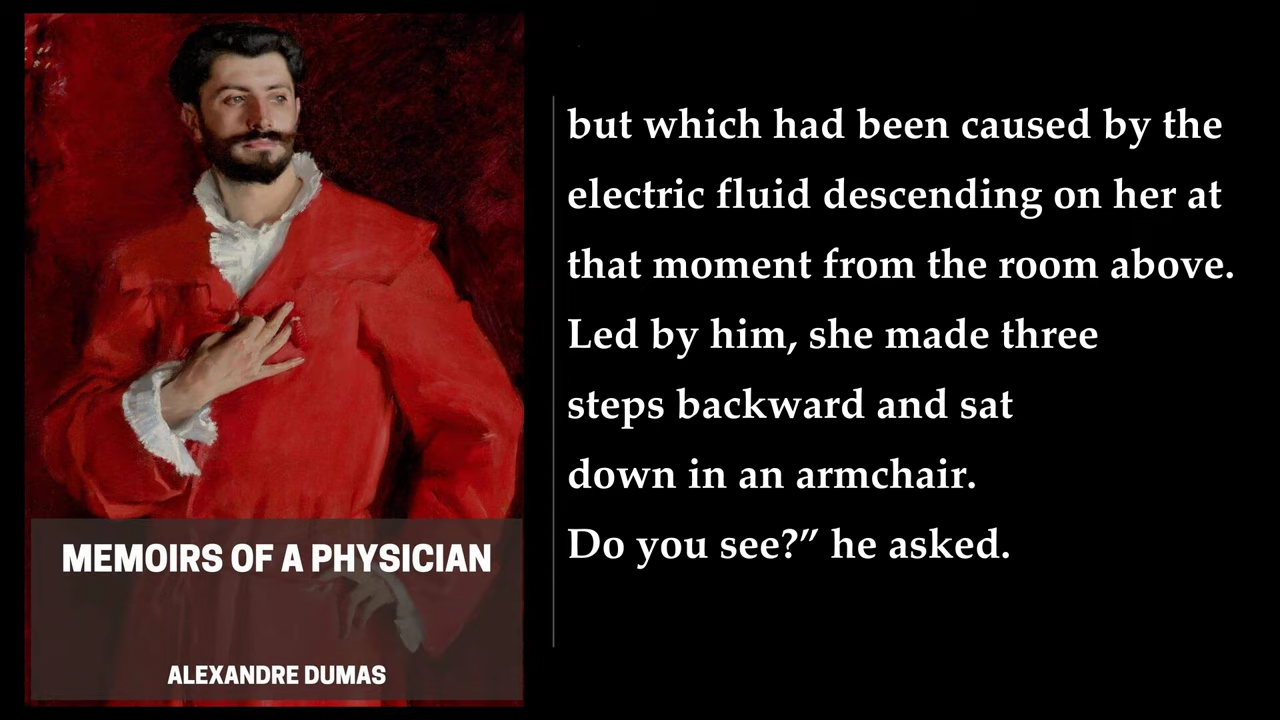 MEMOIRS OF A PHYSICIAN
ALEXANDRE DUMAS
but which had been caused by the
electric fluid descending on her at
that moment from the room above.
Led by him, she made three
steps backward and sat
down in an armchair.
Do you see?” he asked.